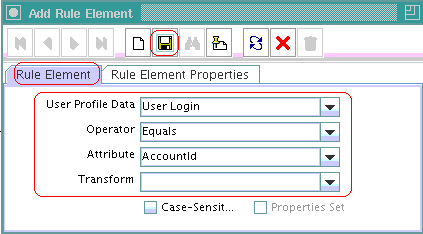 Add Rule Element
Rule Element
Rule Element Properties
User Profile Data User Login
Operator Equals
Attribute AccountId
Transform
Case-Sensit... Properties Set